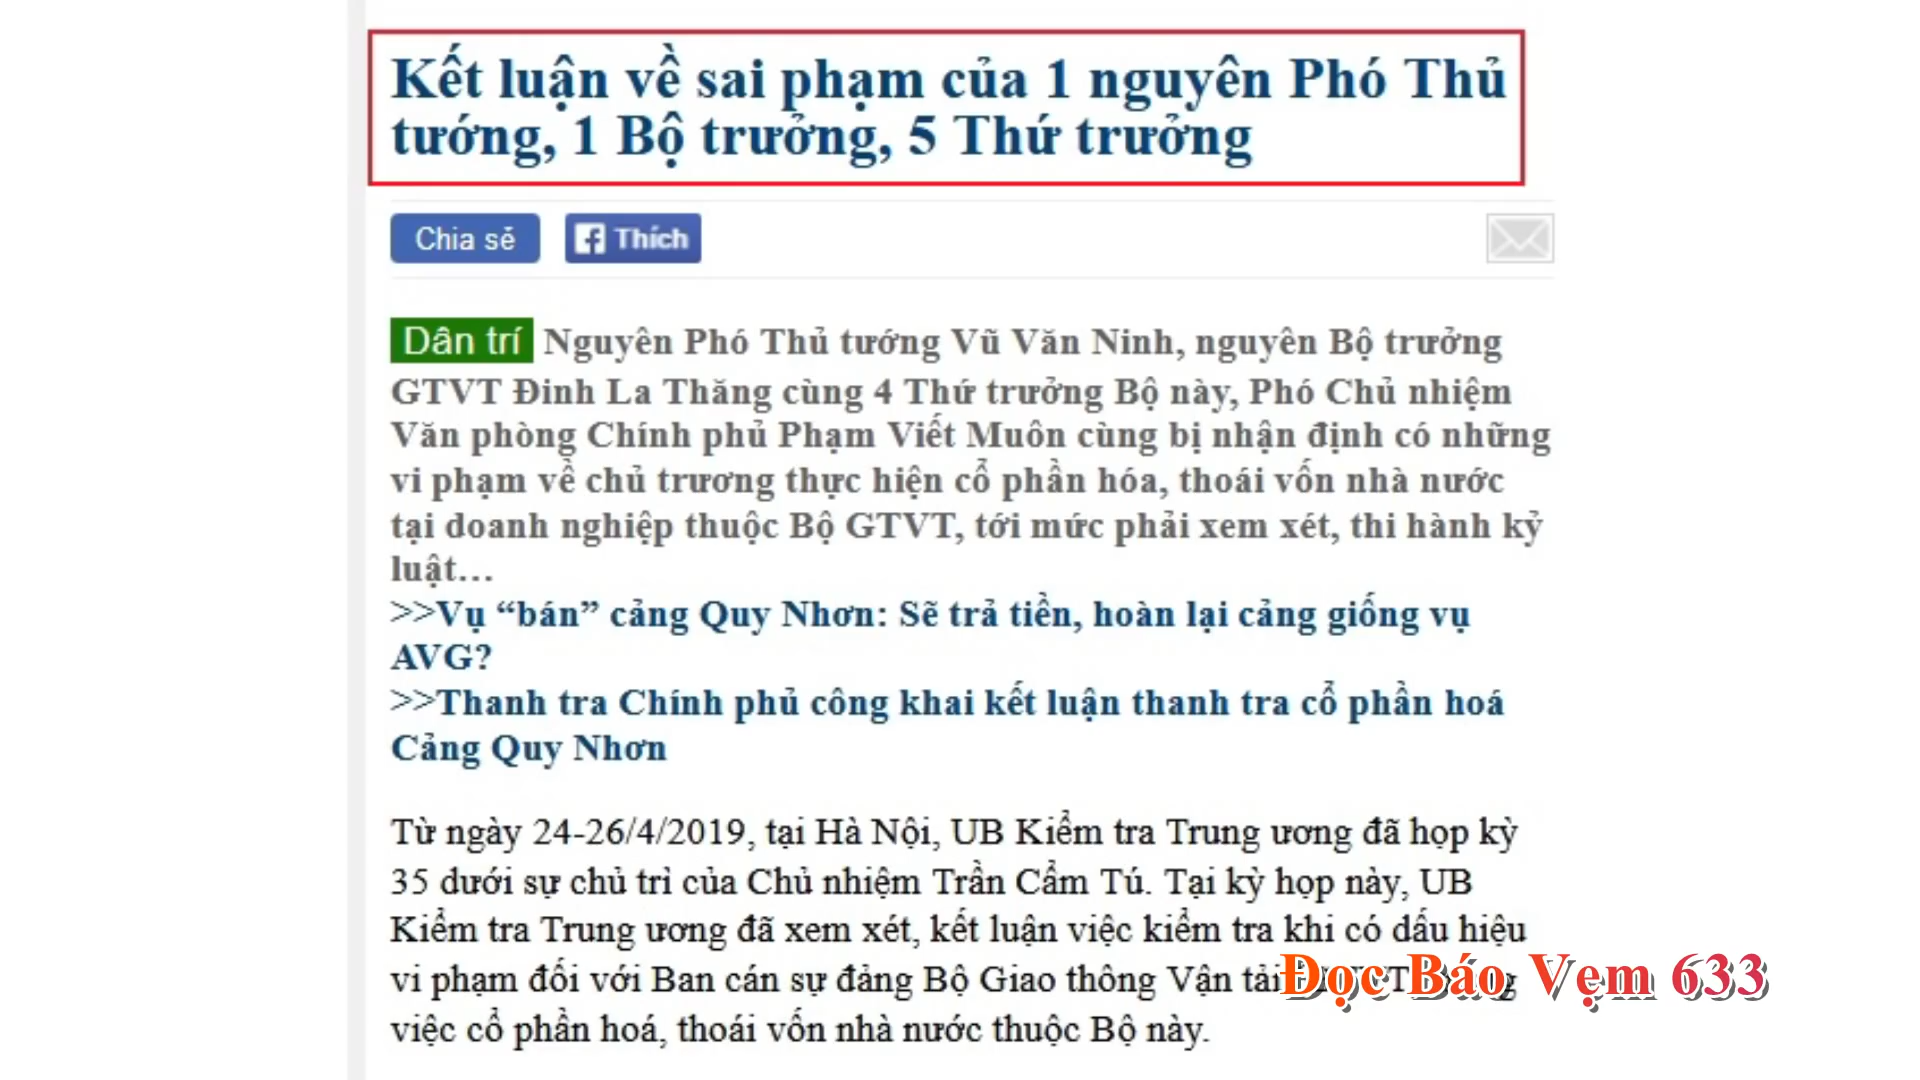 Kết luận về sai phạm của 1 nguyên Phó Thủ
tướng, 1 Bộ trưởng, 5 Thứ trưởng
Chia sẻ
Thích
Dân trí Nguyên Phó Thủ tướng Vũ Văn Ninh, nguyên Bộ trưởng
GTVT Đinh La Thăng cùng 4 Thứ trưởng Bộ này, Phó Chủ nhiệm
Văn phòng Chính phủ Phạm Viết Muôn cùng bị nhận định có những
vi phạm về chủ trương thực hiện cổ phần hóa, thoái vốn nhà nước
tại doanh nghiệp thuộc Bộ GTVT, tới mức phải xem xét, thi hành kỷ
luật...
>>Vụ “bán” cảng Quy Nhơn: Sẽ trả tiền, hoàn lại cảng giống vụ
AVG?
>>Thanh tra Chính phủ công khai kết luận thanh tra cổ phần hoá
Cảng Quy Nhơn
Từ ngày 24-26/4/2019, tại Hà Nội, UB Kiểm tra Trung ương đã họp kỳ
35 dưới sự chủ trì của Chủ nhiệm Trần Cẩm Tú. Tại kỳ họp này, UB
Kiểm tra Trung ương đã xem xét, kết luận việc kiểm tra khi có dấu hiệu
vi phạm đối với Ban cán sự đảng Bộ Giao thông Vận tải
việc cổ phần hoá, thoái vốn nhà nước thuộc Bộ này.
Đọc Báo Vẹm 633